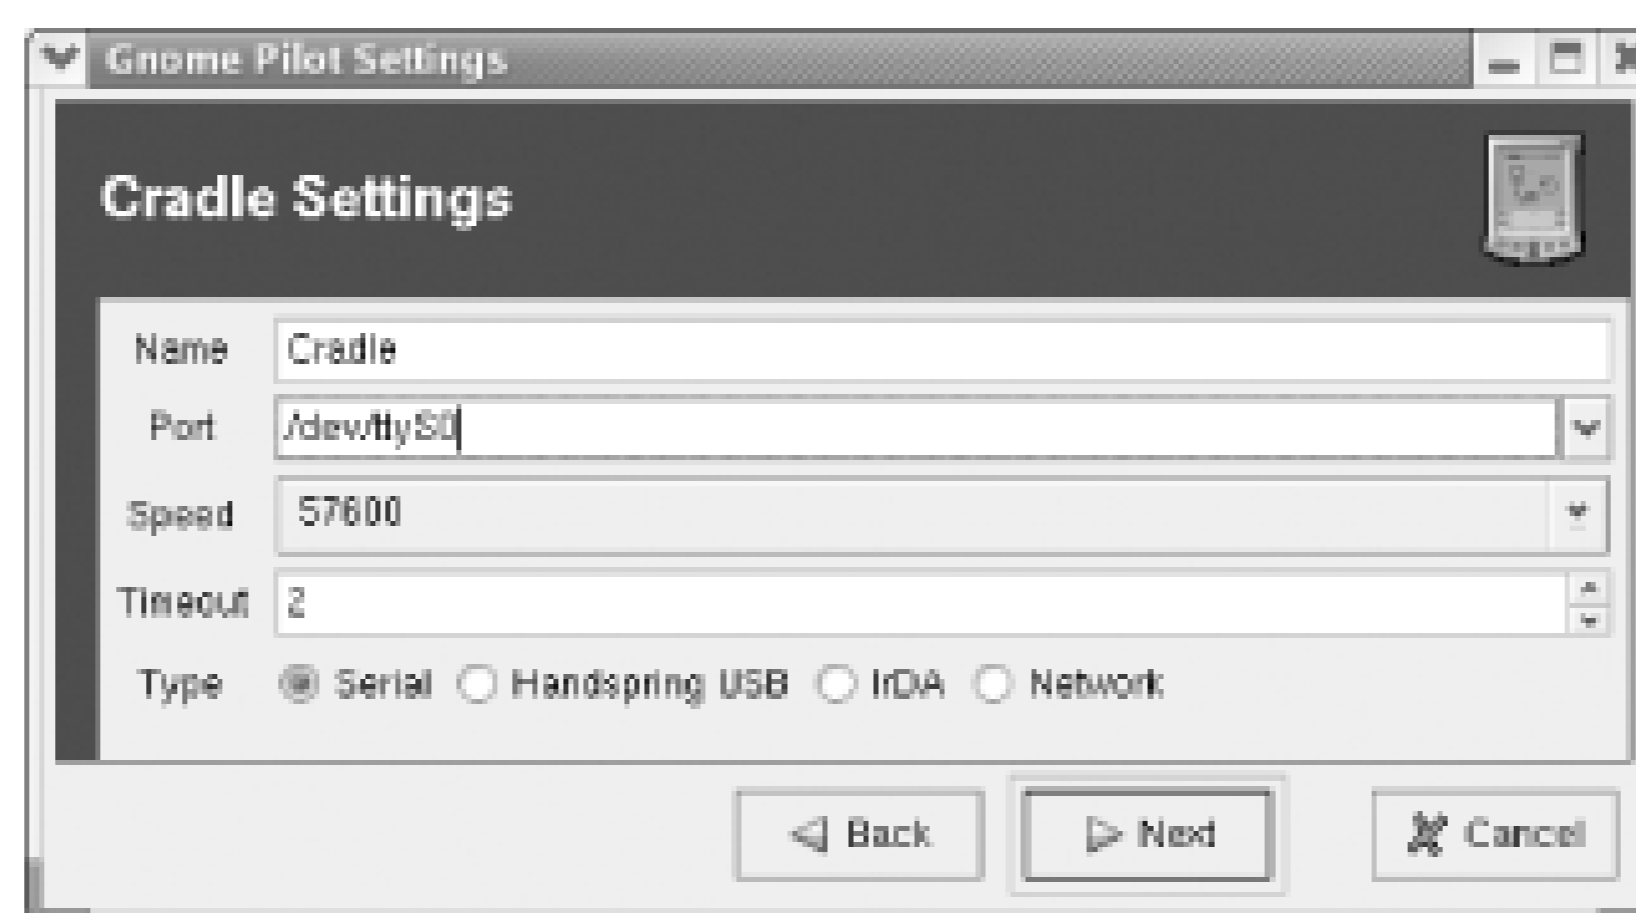 Gnome Pilot Settings
Cradle Settings
Name Cradle
Port /dev/ttyS0
Speed 57600
Timeout 2
Type Serial Handspring USB IrDA Network
Back Next Cancel